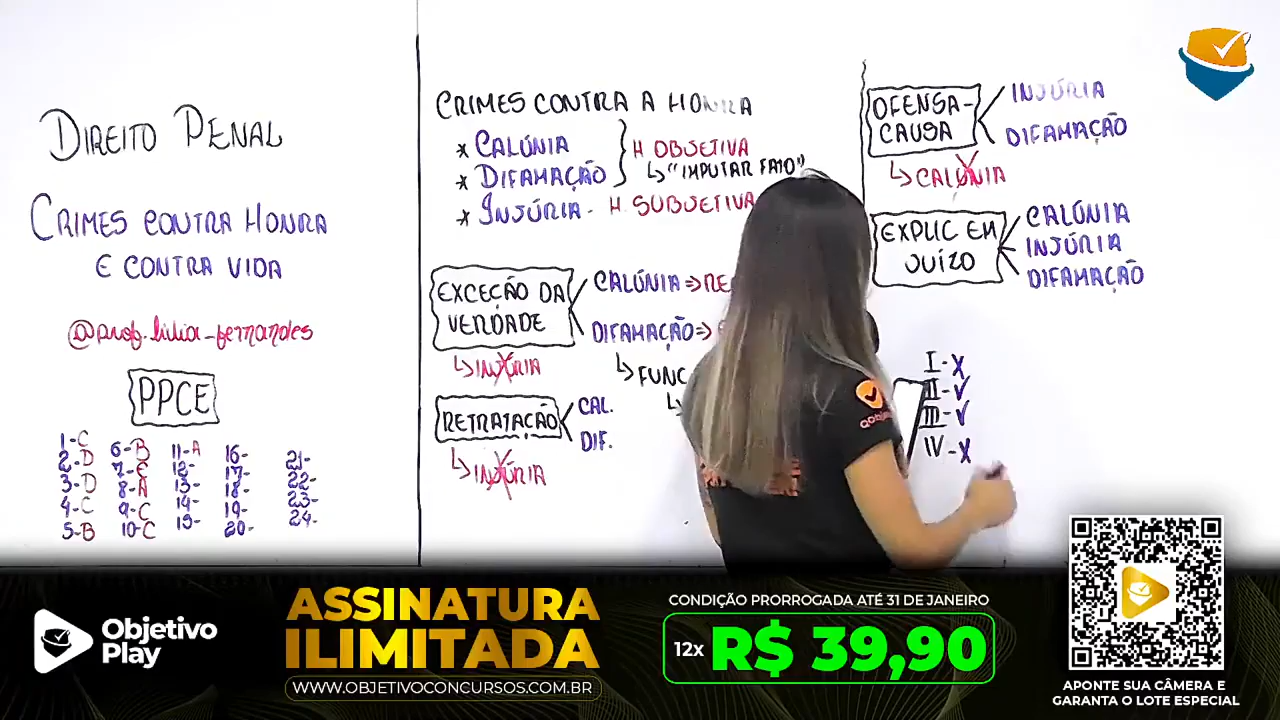 DIREITO PENAL
CRIMES CONTRA HONRA
E CONTRA VIDA
@prof.lilia_fernandes
PPCE
1-C
2-D
3-D
4-C
5-B
6-B
7-E
8-A
9-C
10-C
11-A
12-
13-
14-
15-
16-
17-
18-
19-
20-
21-
22-
23-
24-
CRIMES CONTRA A HONRA
* CALÚNIA
* DIFAMAÇÃO
H OBJETIVA
↳ "IMPUTAR FATO"
* INJÚRIA - H. SUBJETIVA
EXCEÇÃO DA
VERDADE
CALÚNIA ⇒ RE
DIFAMAÇÃO ⇒
↳ FUNC
↳ INJÚRIA
RETRATAÇÃO
CAL.
DIF.
↳ INJÚRIA
OFENSA-
CAUSA
INJÚRIA
DIFAMAÇÃO
↳ CALÚNIA
EXPLIC EM
JUÍZO
CALÚNIA
INJÚRIA
DIFAMAÇÃO
I - X
II - V
III - V
IV - X
Objetivo
Play
ASSINATURA
ILIMITADA
WWW.OBJETIVOCONCURSOS.COM.BR
CONDIÇÃO PRORROGADA ATÉ 31 DE JANEIRO
12x R$ 39,90
APONTE SUA CÂMERA E
GARANTA O LOTE ESPECIAL